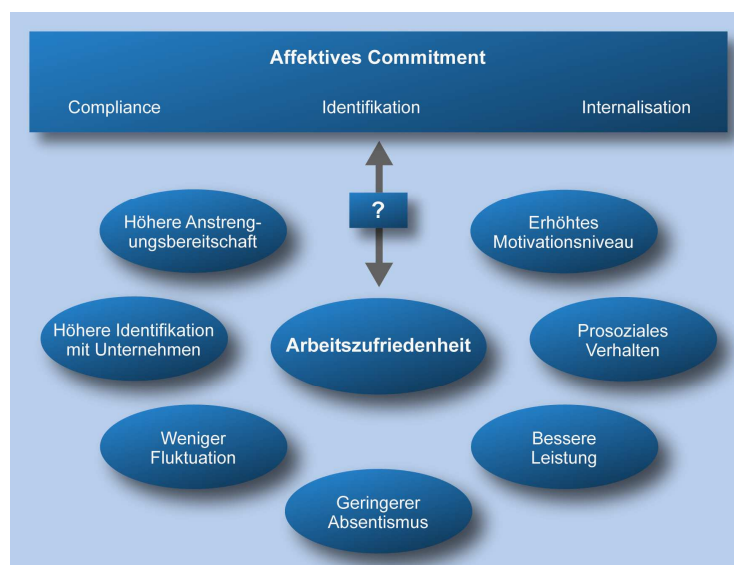 Affektives Commitment
Compliance Identifikation Internalisation
?
Höhere Anstreng-
ungsbereitschaft
Erhöhtes
Motivationsniveau
Höhere Identifikation
mit Unternehmen
Arbeitszufriedenheit
Prosoziales
Verhalten
Weniger
Fluktuation
Bessere
Leistung
Geringerer
Absentismus